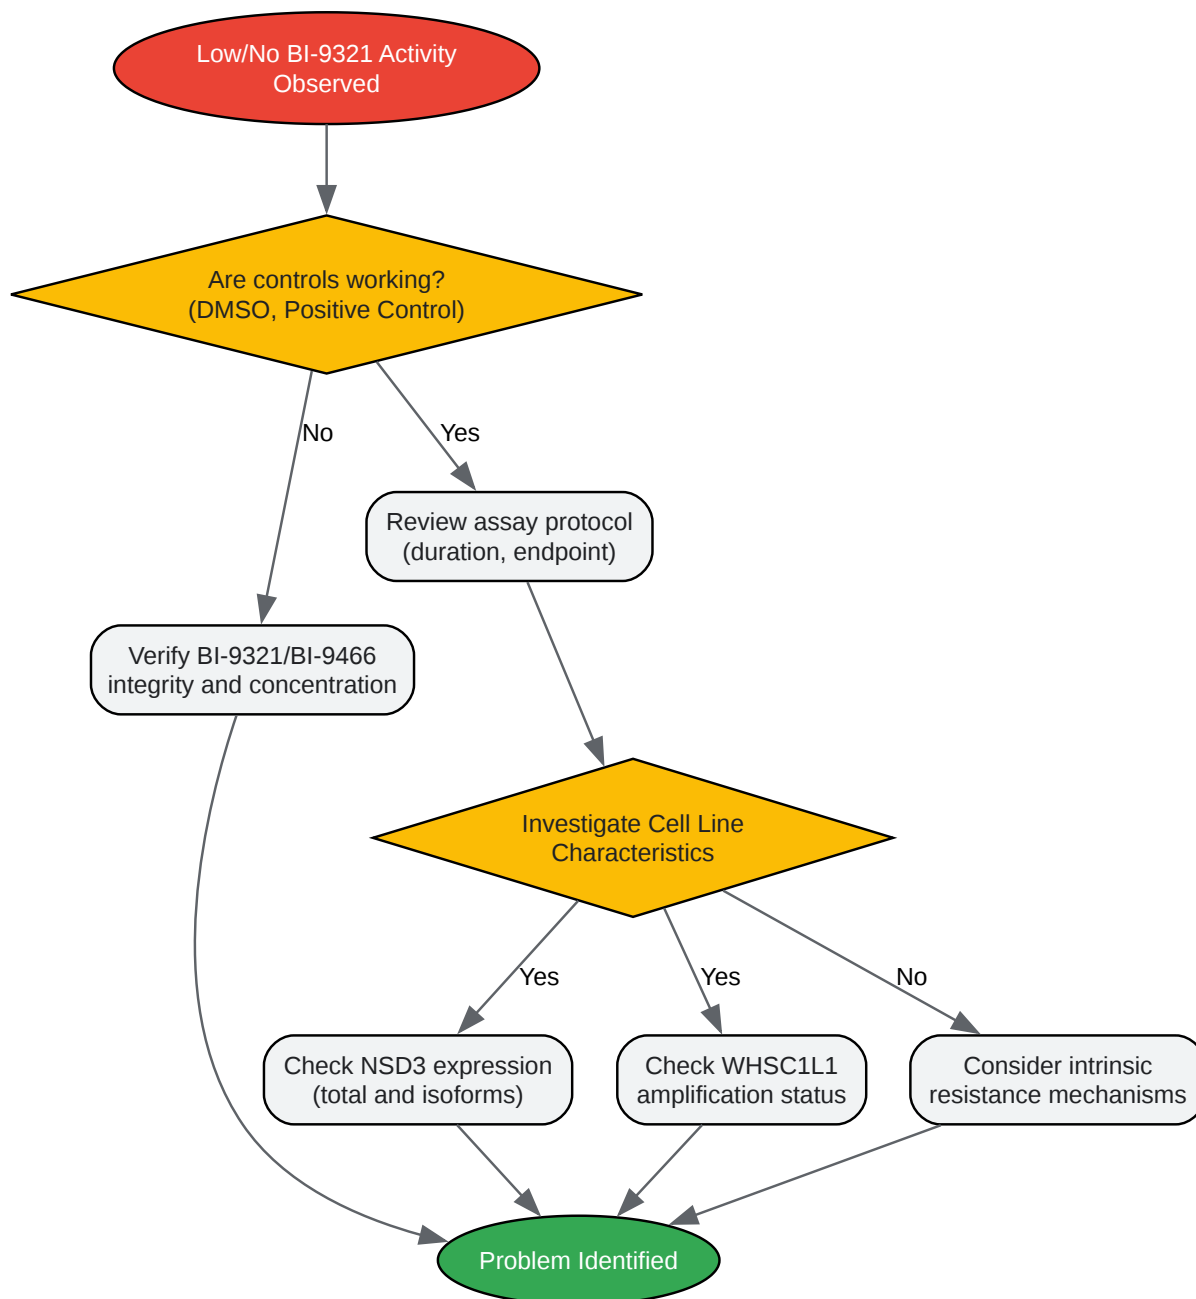 Low/No BI-9321 Activity
Observed
Are controls working?
(DMSO, Positive Control)
No
Yes
Review assay protocol
(duration, endpoint)
Verify BI-9321/BI-9466
integrity and concentration
Investigate Cell Line
Characteristics
Yes
Yes
No
Check NSD3 expression
(total and isoforms)
Check WHSC1L1
amplification status
Consider intrinsic
resistance mechanisms
Problem Identified